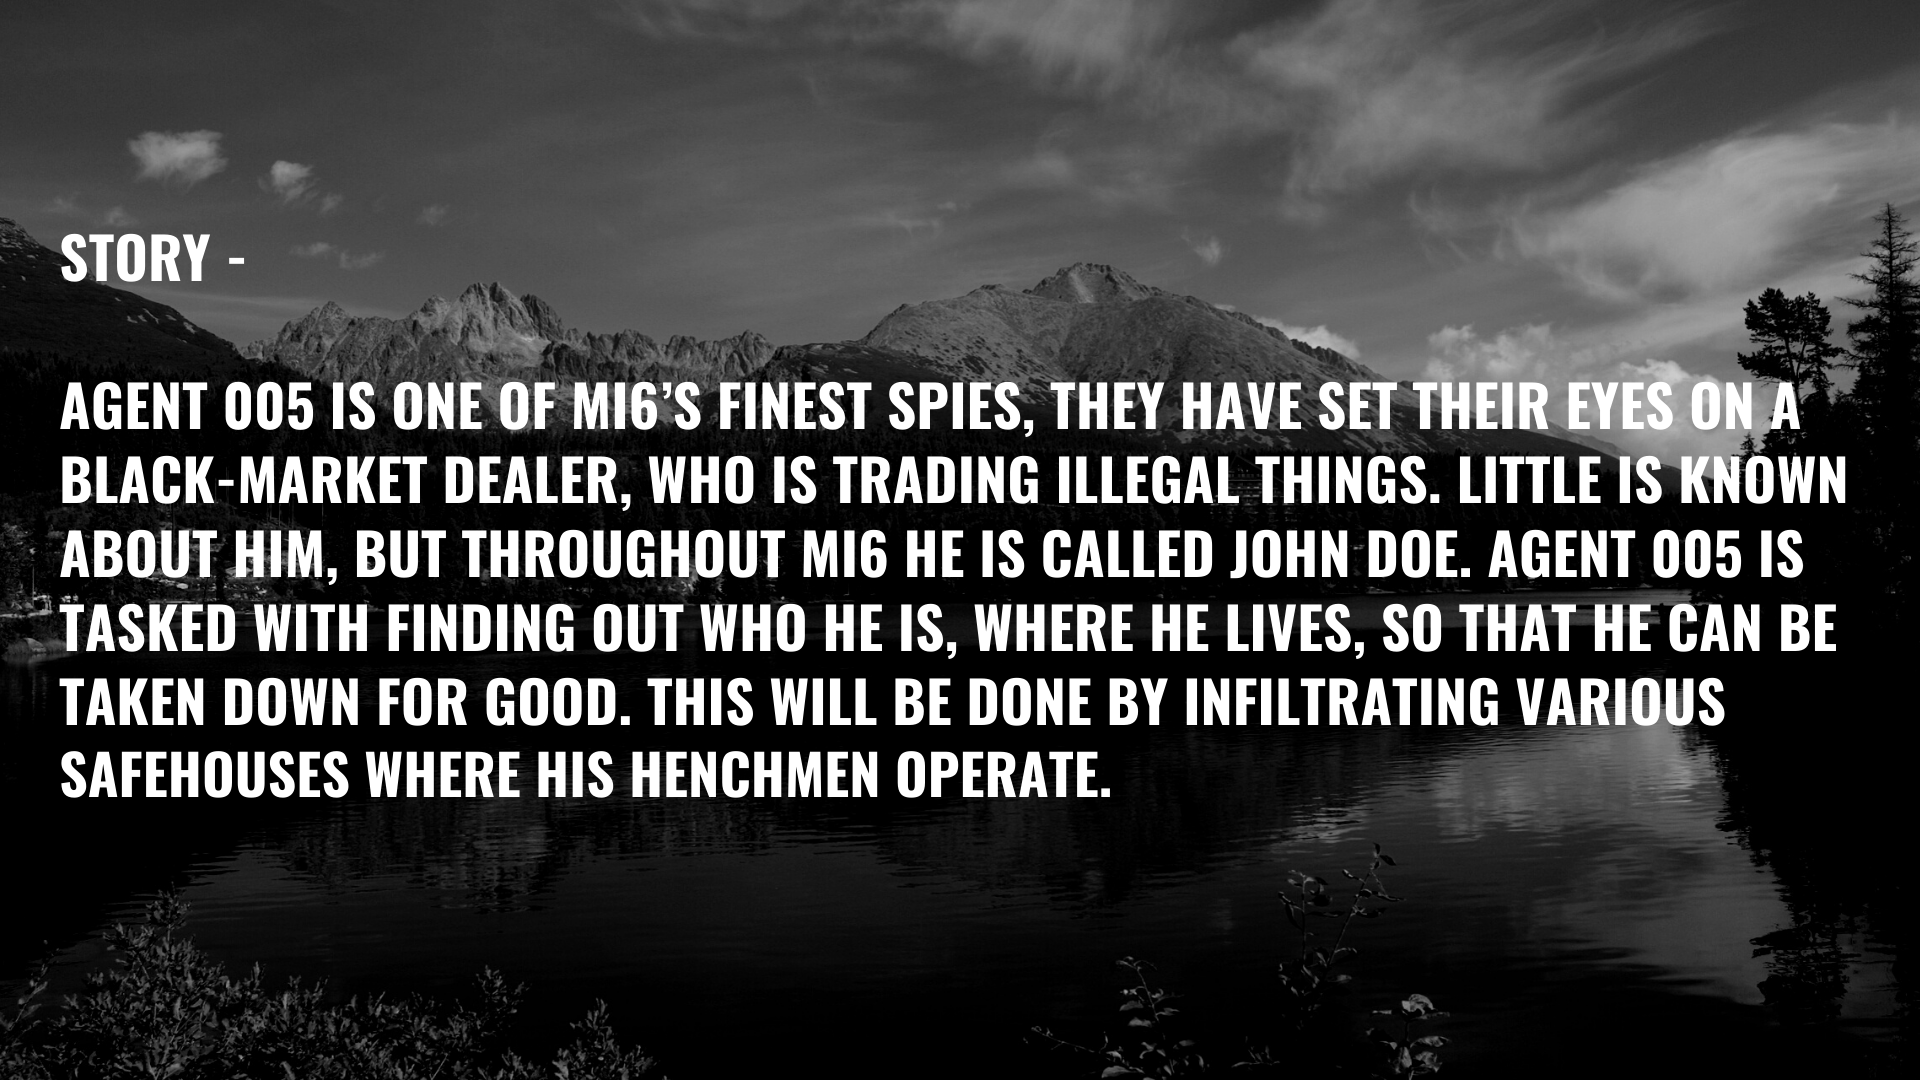 STORY -
AGENT 005 IS ONE OF MI6’S FINEST SPIES, THEY HAVE SET THEIR EYES ON A
BLACK-MARKET DEALER, WHO IS TRADING ILLEGAL THINGS. LITTLE IS KNOWN
ABOUT HIM, BUT THROUGHOUT MI6 HE IS CALLED JOHN DOE. AGENT 005 IS
TASKED WITH FINDING OUT WHO HE IS, WHERE HE LIVES, SO THAT HE CAN BE
TAKEN DOWN FOR GOOD. THIS WILL BE DONE BY INFILTRATING VARIOUS
SAFEHOUSES WHERE HIS HENCHMEN OPERATE.